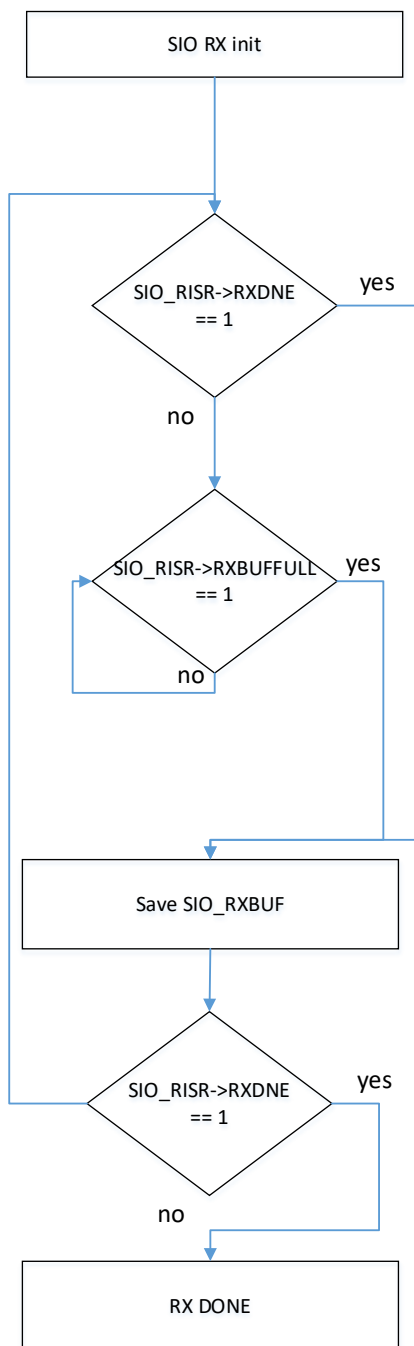 SIO RX init
SIO_RISR->RXDNE
== 1
yes
no
SIO_RISR->RXBUFFULL
== 1
yes
no
Save SIO_RXBUF
SIO_RISR->RXDNE
== 1
yes
no
RX DONE